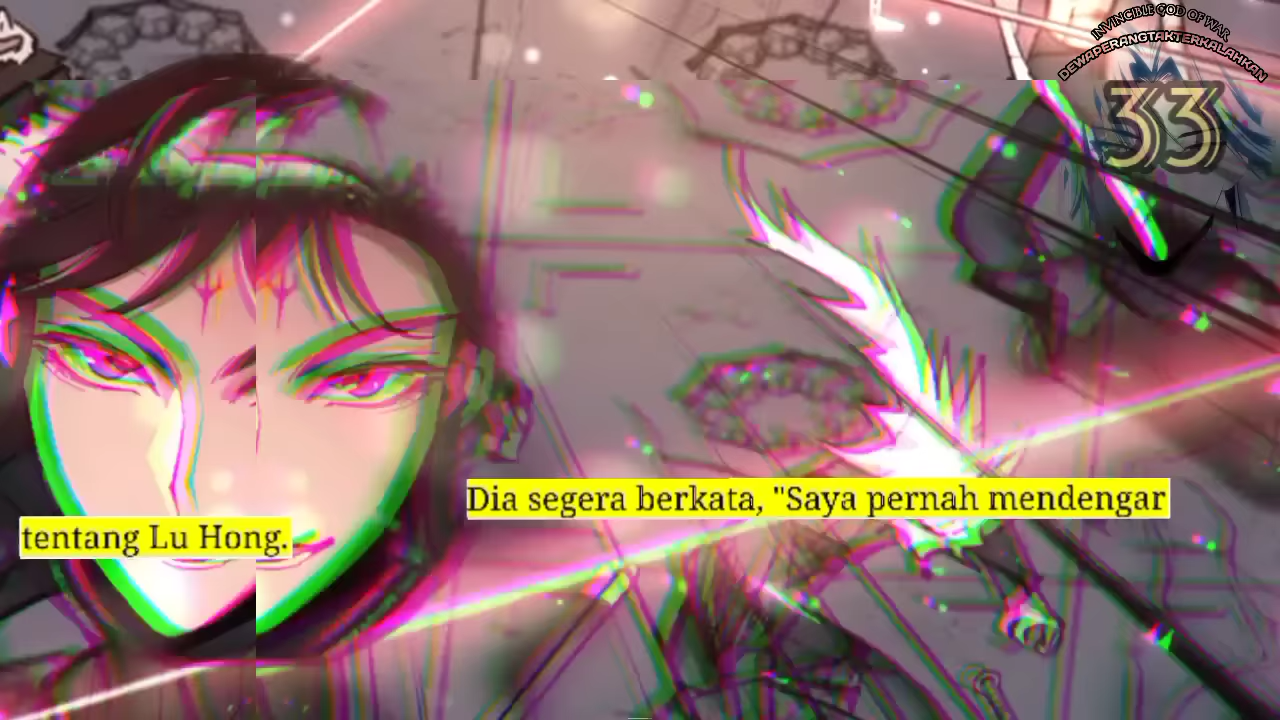 INVINCIBLE GOD OF WAR
DEWAPERANGTAKTERKALAHKAN
33
Dia segera berkata, "Saya pernah mendengar
tentang Lu Hong.